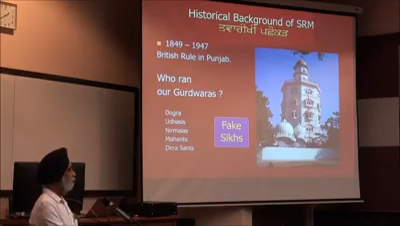 Historical Background of SRM
ਤਵਾਰੀਖੀ ਪਛੋਕੜ
1849 – 1947
British Rule in Punjab.
Who ran
our Gurdwaras ?
Dogra
Udhasis
Nirmalas
Mahants
Dera Sants
Fake
Sikhs